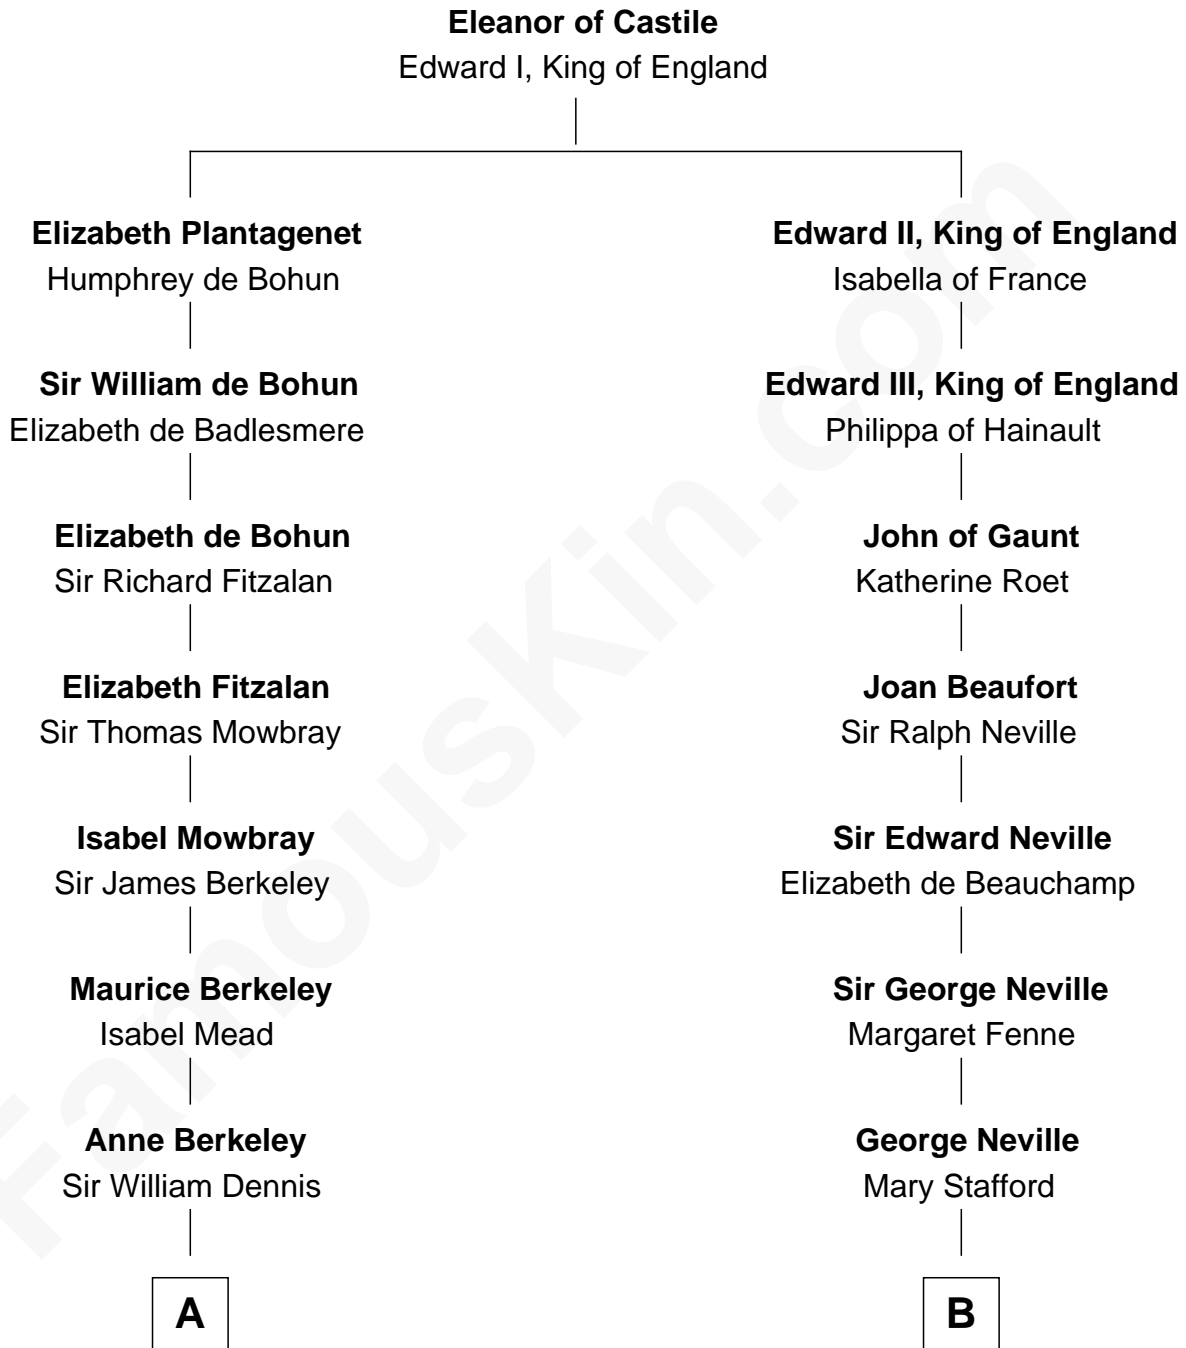 Eleanor of Castile
Edward I, King of England
Elizabeth Plantagenet
Humphrey de Bohun
Edward II, King of England
Isabella of France
Sir William de Bohun
Elizabeth de Badlesmere
Edward III, King of England
Philippa of Hainault
Elizabeth de Bohun
Sir Richard Fitzalan
John of Gaunt
Katherine Roet
Elizabeth Fitzalan
Sir Thomas Mowbray
Joan Beaufort
Sir Ralph Neville
Isabel Mowbray
Sir James Berkeley
Sir Edward Neville
Elizabeth de Beauchamp
Maurice Berkeley
Isabel Mead
Sir George Neville
Margaret Fenne
Anne Berkeley
Sir William Dennis
George Neville
Mary Stafford
A
B
FamousKin.com